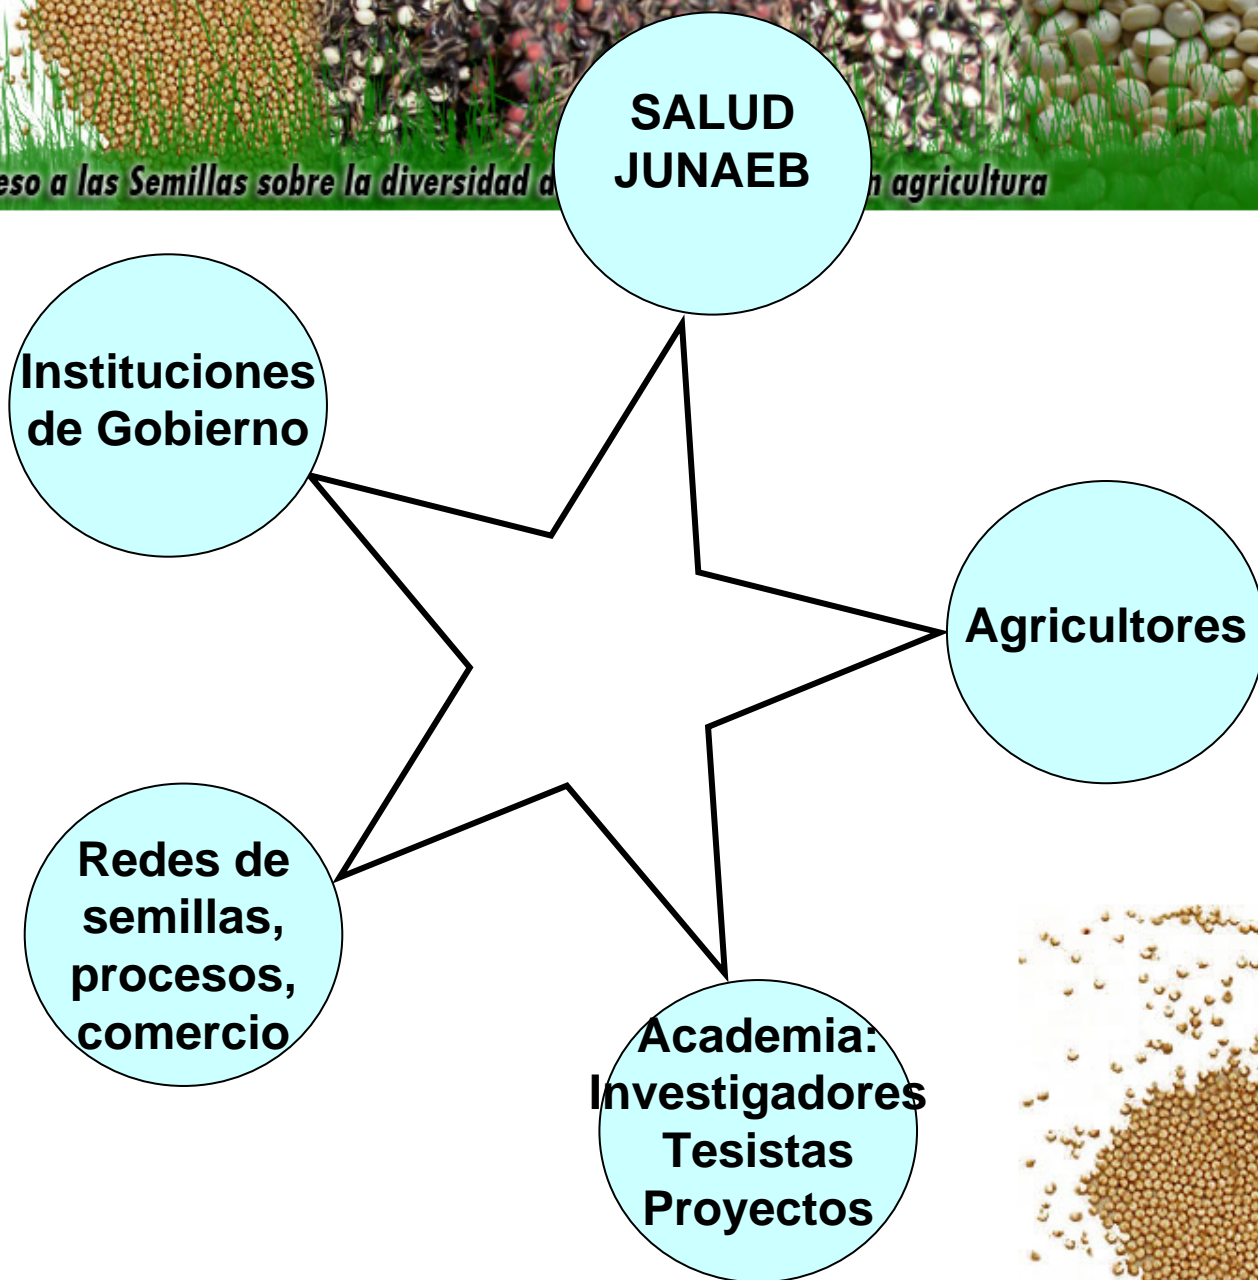 SALUD
JUNAEB
eso a las Semillas sobre la diversidad
agricultura
Instituciones
de Gobierno
Agricultores
Redes de
semillas,
procesos,
comercio
Academia:
Investigadores
Tesistas
Proyectos